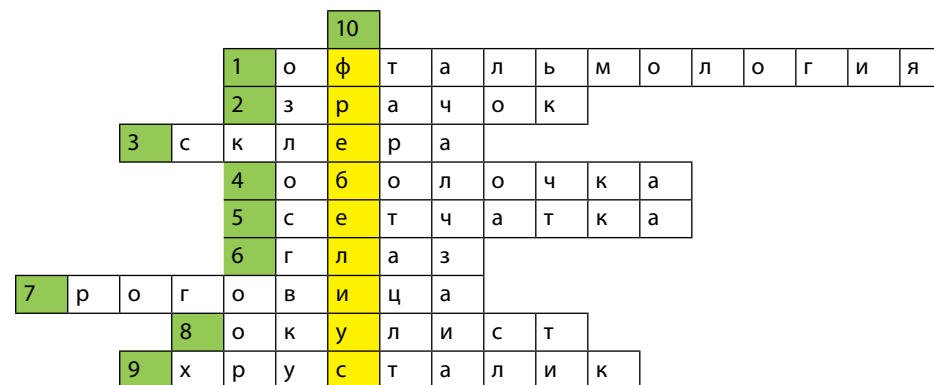 10
1 офтальмология
2 зрачок
3 склера
4 оболочка
5 сетчатка
6 глаз
7 роговица
8 окулист
9 хрусталик